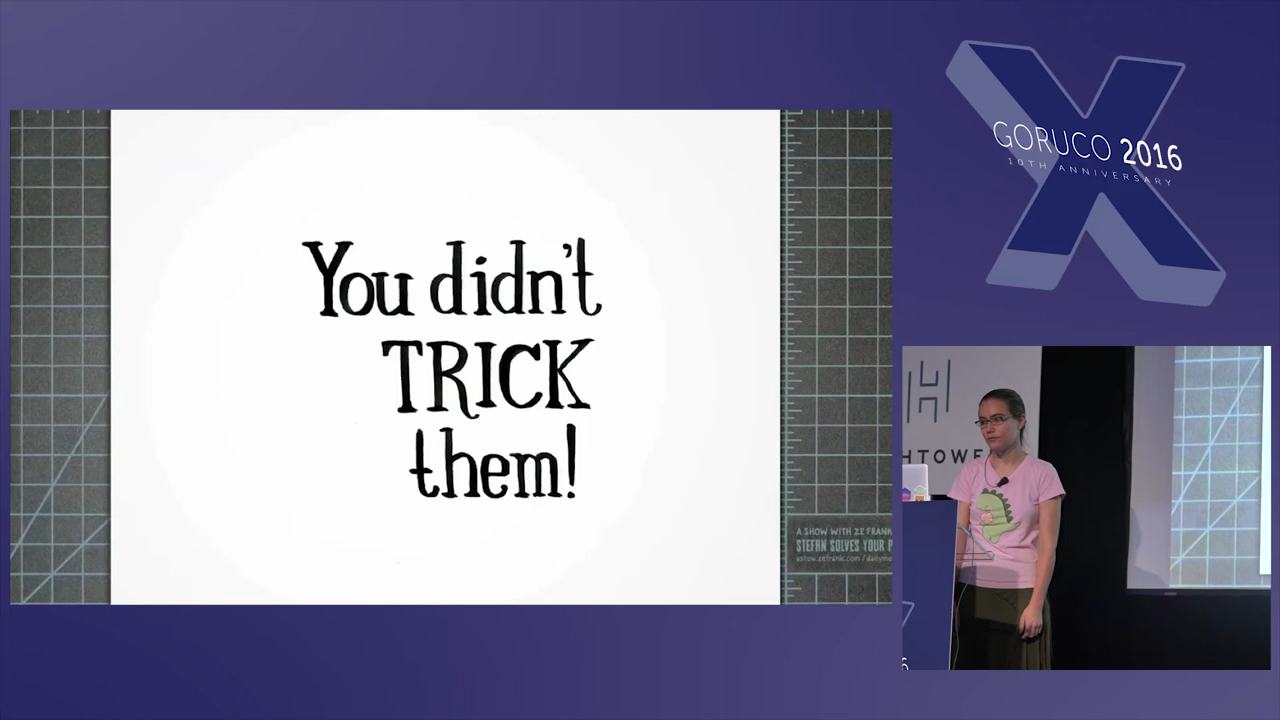 You didn't
TRICK
them!
A SHOW WITH ZE FRANK
STEFAN SOLVES YOUR P
GORUCO 2016
10TH ANNIVERSARY
HTOWE